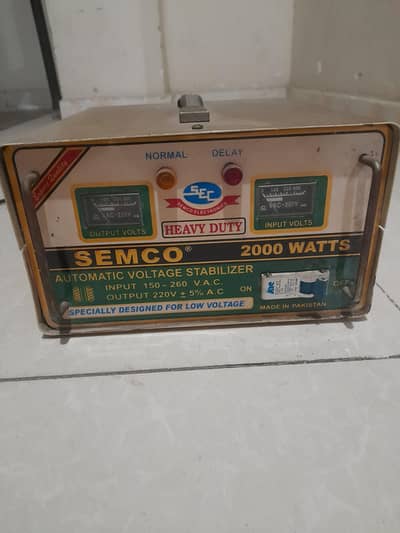 NORMAL DELAY
SEC
OUTPUT VOLTS
HEAVY DUTY
INPUT VOLTS
SEMCO® 2000 WATTS
AUTOMATIC VOLTAGE STABILIZER
INPUT 150 - 260 V.A.C.
OUTPUT 220V ± 5% A.C ON
SPECIALLY DESIGNED FOR LOW VOLTAGE
MADE IN PAKISTAN